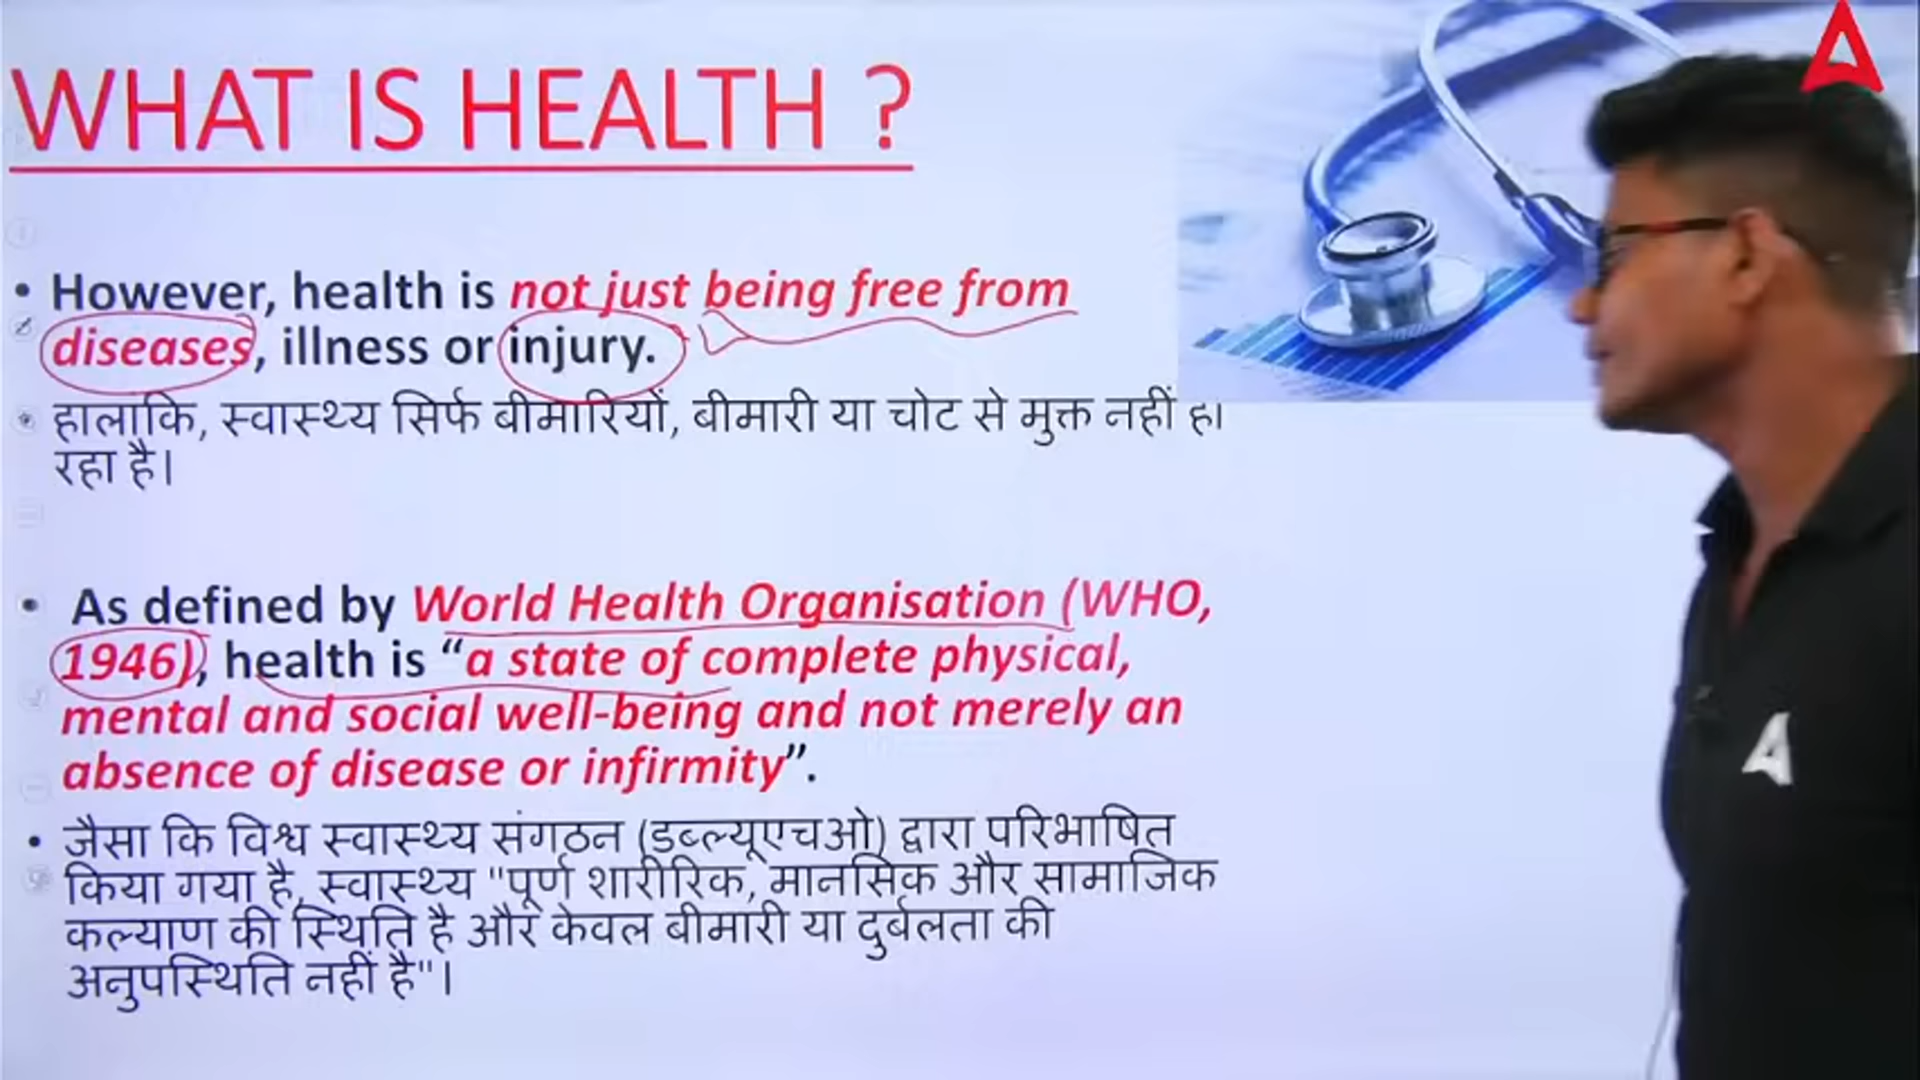 WHAT IS HEALTH ?
• However, health is not just being free from
diseases, illness or injury.
हालाकि, स्वास्थ्य सिर्फ बीमारियों, बीमारी या चोट से मुक्त नहीं हो
रहा है।
• As defined by World Health Organisation (WHO,
1946), health is “a state of complete physical,
mental and social well-being and not merely an
absence of disease or infirmity”.
• जैसा कि विश्व स्वास्थ्य संगठन (डब्ल्यूएचओ) द्वारा परिभाषित
किया गया है, स्वास्थ्य "पूर्ण शारीरिक, मानसिक और सामाजिक
कल्याण की स्थिति है और केवल बीमारी या दुर्बलता की
अनुपस्थिति नहीं है"।